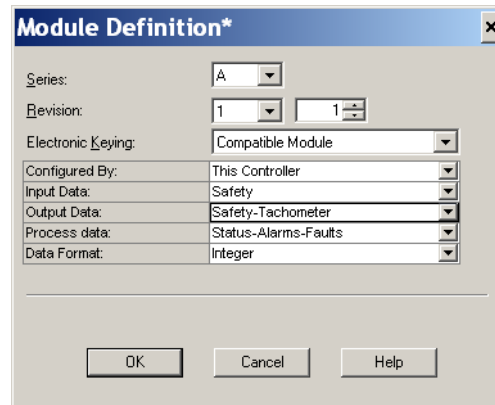 Module Definition*
Series: A
Revision: 1 1
Electronic Keying: Compatible Module
Configured By: This Controller
Input Data: Safety
Output Data: Safety-Tachometer
Process data: Status-Alarms-Faults
Data Format: Integer
OK Cancel Help